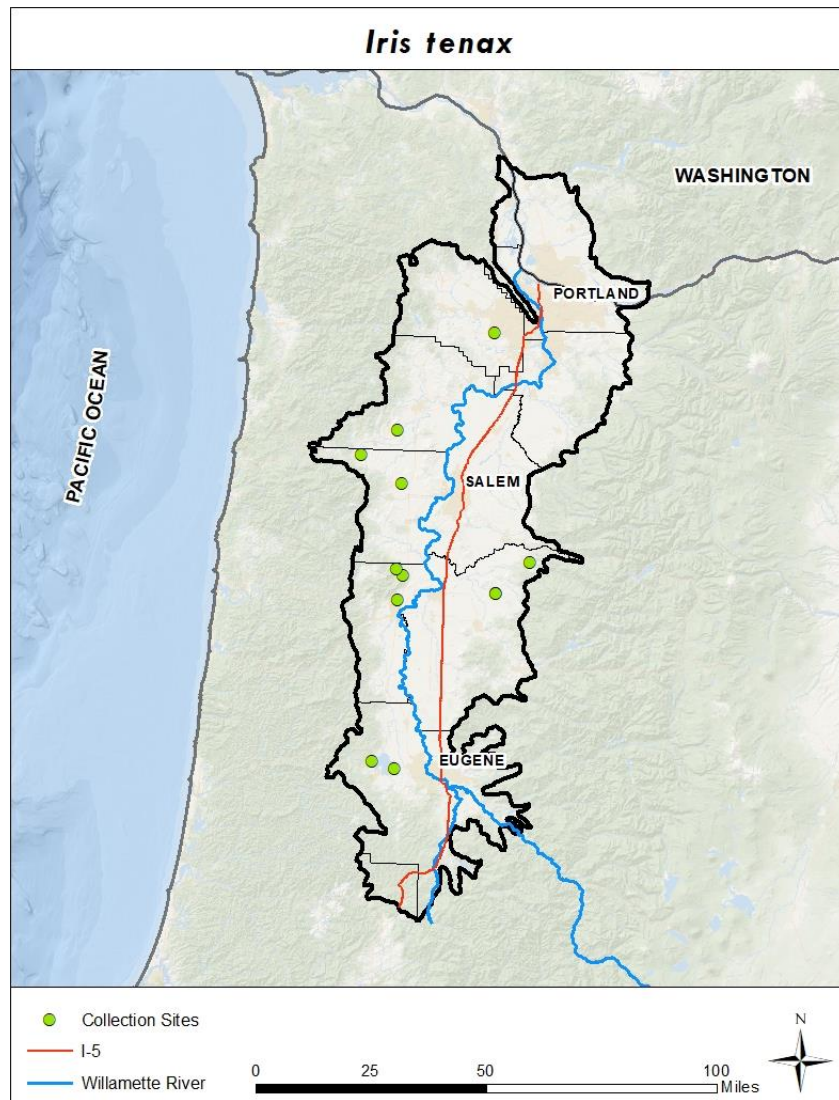 Iris tenax
WASHINGTON
PORTLAND
PACIFIC OCEAN
SALEM
EUGENE
Collection Sites
I-5
Willamette River
0 25 50 100
Miles
N